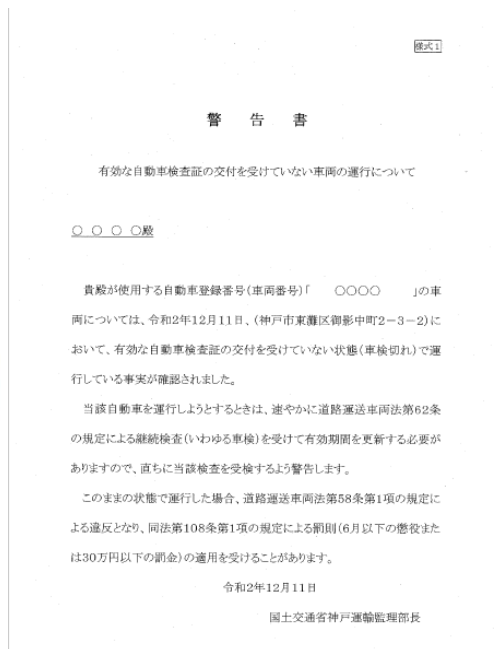 様式1
警 告 書
有効な自動車検査証の交付を受けていない車両の運行について
〇 〇 〇 〇殿
貴殿が使用する自動車登録番号(車両番号)「 〇〇〇〇 」の車
両については、令和2年12月11日、(神戸市東灘区御影中町2-3-2)に
おいて、有効な自動車検査証の交付を受けていない状態(車検切れ)で運
行している事実が確認されました。
当該自動車を運行しようとするときは、速やかに道路運送車両法第62条
の規定による継続検査(いわゆる車検)を受けて有効期間を更新する必要が
ありますので、直ちに当該検査を受検するよう警告します。
このままの状態で運行した場合、道路運送車両法第58条第1項の規定に
よる違反となり、同法第108条第1項の規定による罰則(6月以下の懲役また
は30万円以下の罰金)の適用を受けることがあります。
令和2年12月11日
国土交通省神戸運輸監理部長